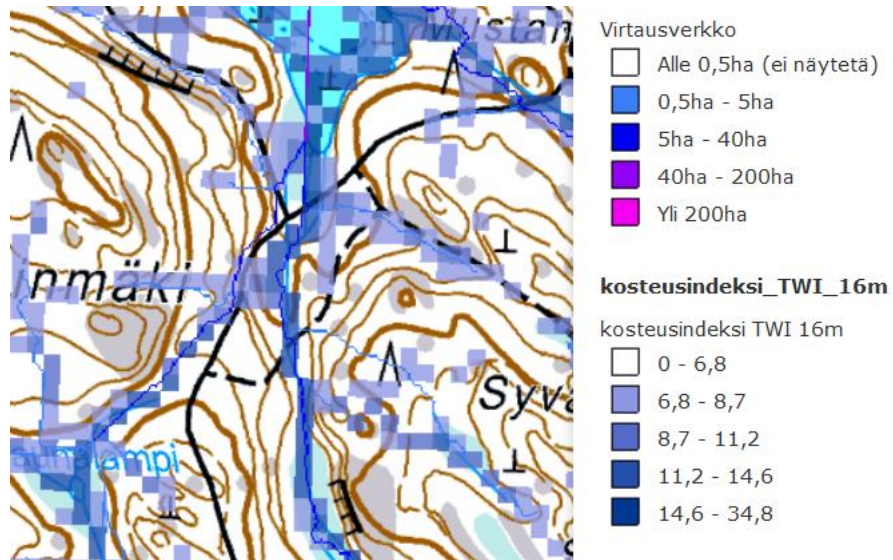 Virtausverkko
Alle 0,5ha (ei näytetä)
0,5ha - 5ha
5ha - 40ha
40ha - 200ha
Yli 200ha
kosteusindeksi_TWI_16m
kosteusindeksi TWI 16m
0 - 6,8
6,8 - 8,7
8,7 - 11,2
11,2 - 14,6
14,6 - 34,8
inmäki
Syvä